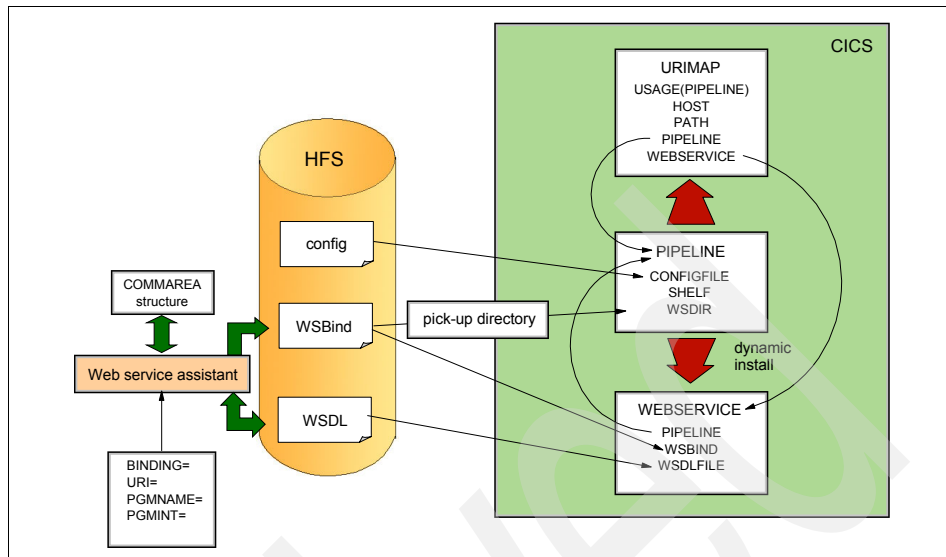 CICS
URIMAP
USAGE(PIPELINE)
HOST
PATH
PIPELINE
WEBSERVICE
HFS
config
PIPELINE
CONFIGFILE
SHELF
WSDIR
COMMAREA
structure
WSBind
pick-up directory
dynamic
install
Web service assistant
WSDL
WEBSERVICE
PIPELINE
WSBIND
WSDLFILE
BINDING=
URI=
PGMNAME=
PGMINT=